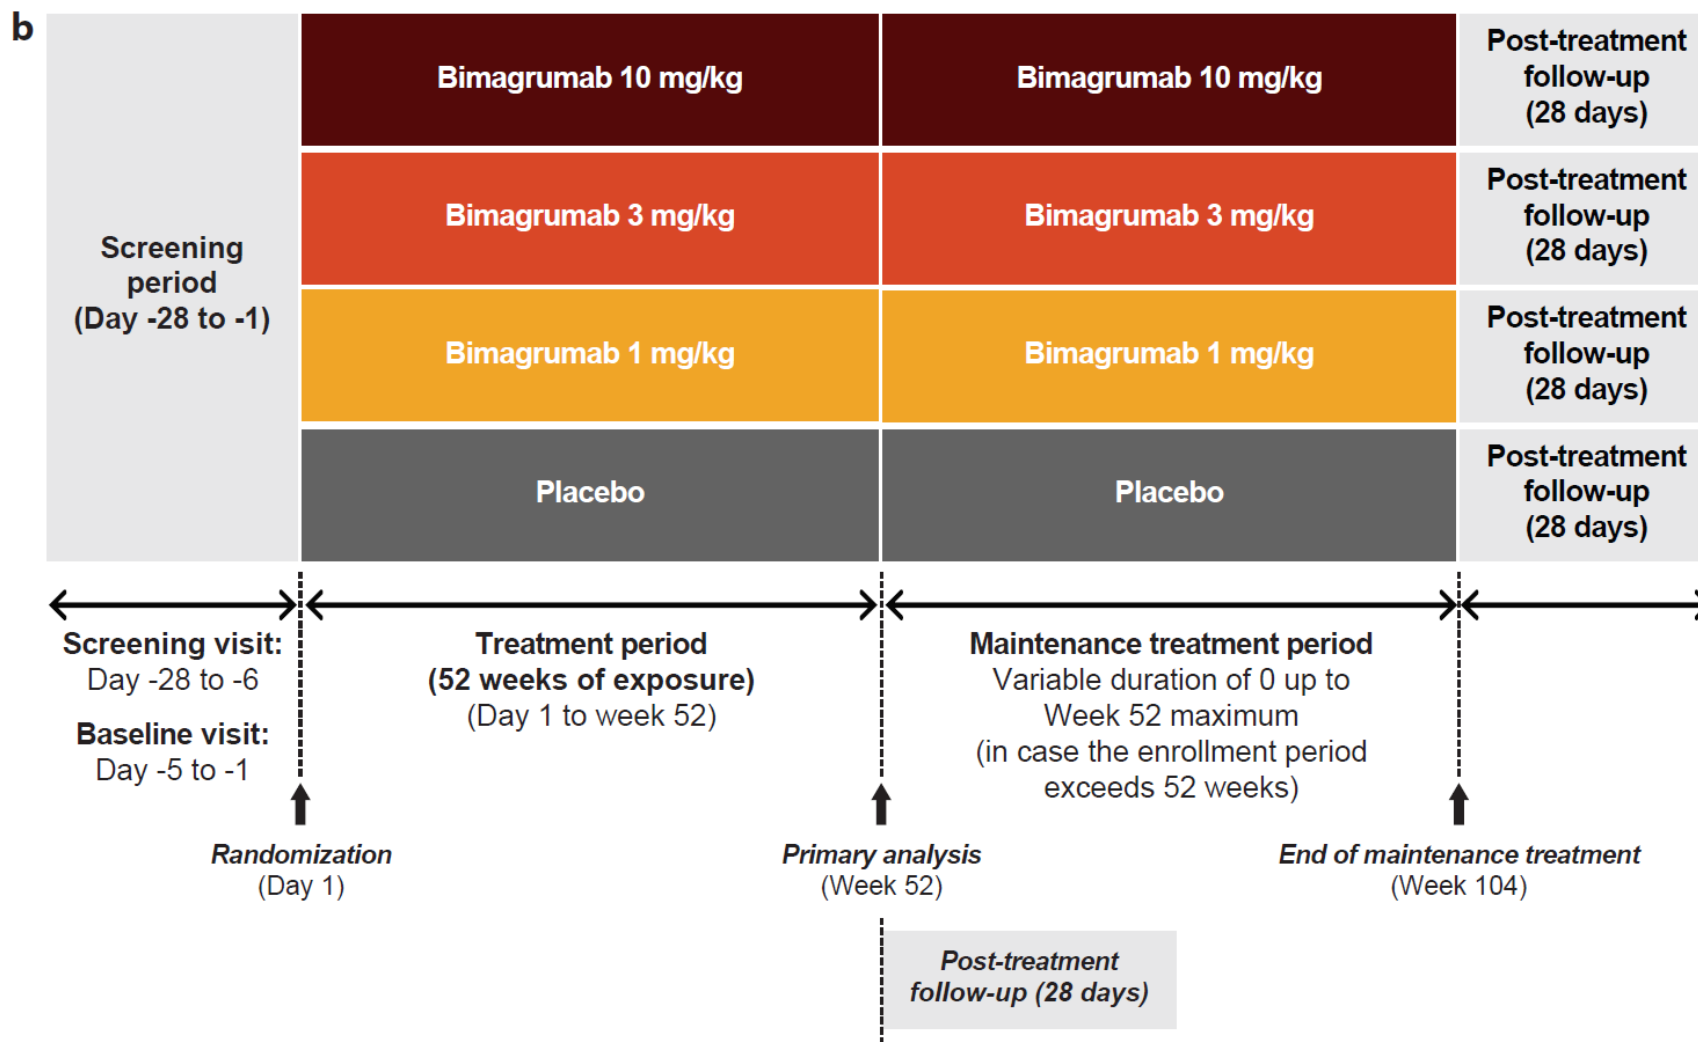 b
Screening
period
(Day -28 to -1)
Bimagrumab 10 mg/kg
Bimagrumab 10 mg/kg
Post-treatment
follow-up
(28 days)
Bimagrumab 3 mg/kg
Bimagrumab 3 mg/kg
Post-treatment
follow-up
(28 days)
Bimagrumab 1 mg/kg
Bimagrumab 1 mg/kg
Post-treatment
follow-up
(28 days)
Placebo
Placebo
Post-treatment
follow-up
(28 days)
Screening visit:
Day -28 to -6
Baseline visit:
Day -5 to -1
Treatment period
(52 weeks of exposure)
(Day 1 to week 52)
Maintenance treatment period
Variable duration of 0 up to
Week 52 maximum
(in case the enrollment period
exceeds 52 weeks)
Randomization
(Day 1)
Primary analysis
(Week 52)
End of maintenance treatment
(Week 104)
Post-treatment
follow-up (28 days)